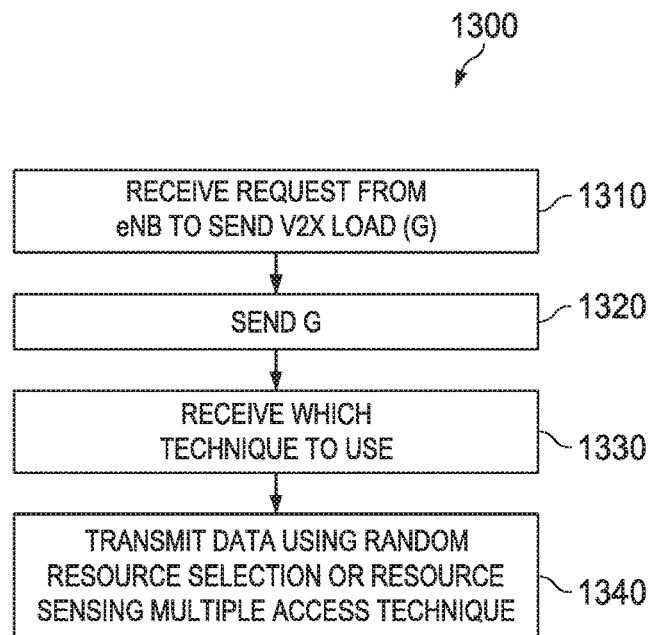 1300
RECEIVE REQUEST FROM
eNB TO SEND V2X LOAD (G)
1310
SEND G
1320
RECEIVE WHICH
TECHNIQUE TO USE
1330
TRANSMIT DATA USING RANDOM
RESOURCE SELECTION OR RESOURCE
SENSING MULTIPLE ACCESS TECHNIQUE
1340